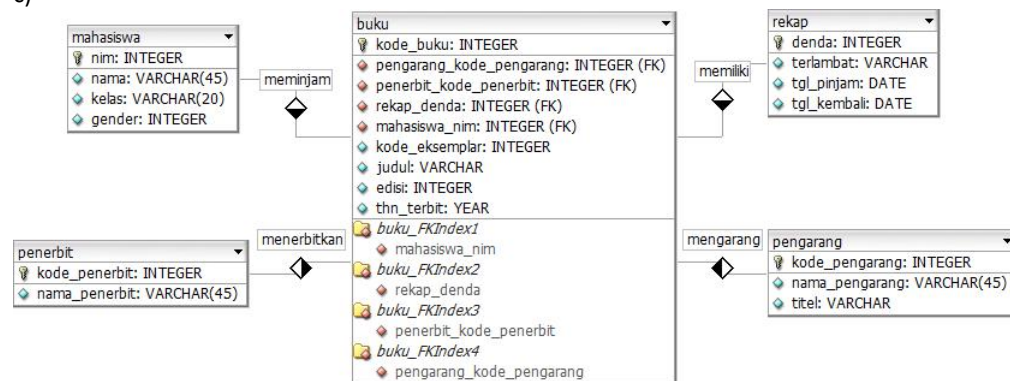 mahasiswa
nim: INTEGER
nama: VARCHAR(45)
kelas: VARCHAR(20)
gender: INTEGER
meminjam
buku
kode_buku: INTEGER
pengarang_kode_pengarang: INTEGER (FK)
penerbit_kode_penerbit: INTEGER (FK)
rekap_denda: INTEGER (FK)
mahasiswa_nim: INTEGER (FK)
kode_eksemplar: INTEGER
judul: VARCHAR
edisi: INTEGER
thn_terbit: YEAR
buku_FKIndex1
mahasiswa_nim
buku_FKIndex2
rekap_denda
buku_FKIndex3
penerbit_kode_penerbit
buku_FKIndex4
pengarang_kode_pengarang
memiliki
rekap
denda: INTEGER
terlambat: VARCHAR
tgl_pinjam: DATE
tgl_kembali: DATE
penerbit
kode_penerbit: INTEGER
nama_penerbit: VARCHAR(45)
menerbitkan
mengarang
pengarang
kode_pengarang: INTEGER
nama_pengarang: VARCHAR(45)
titel: VARCHAR